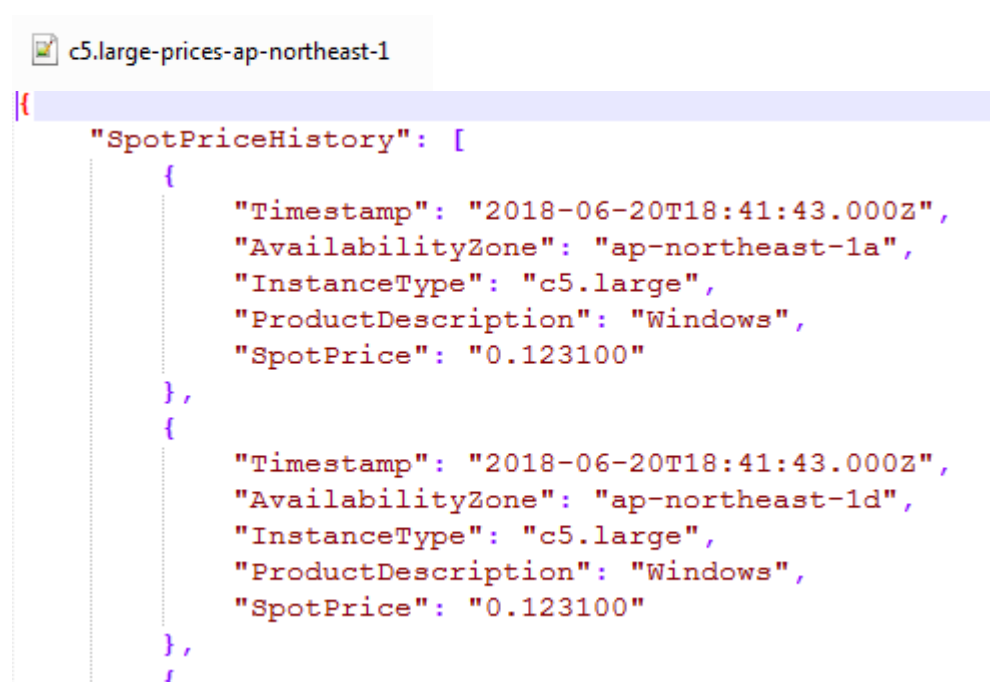 c5.large-prices-ap-northeast-1
{
"SpotPriceHistory": [
{
"Timestamp": "2018-06-20T18:41:43.000Z",
"AvailabilityZone": "ap-northeast-1a",
"InstanceType": "c5.large",
"ProductDescription": "Windows",
"SpotPrice": "0.123100"
},
{
"Timestamp": "2018-06-20T18:41:43.000Z",
"AvailabilityZone": "ap-northeast-1d",
"InstanceType": "c5.large",
"ProductDescription": "Windows",
"SpotPrice": "0.123100"
},
{